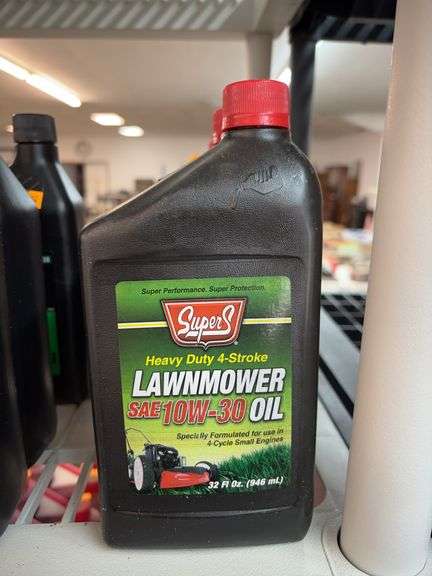 Super Performance. Super Protection.
Super S
Heavy Duty 4-Stroke
LAWNMOWER
SAE 10W-30 OIL
Specially Formulated for use in
4-Cycle Small Engines
32 Fl Oz. (946 mL)